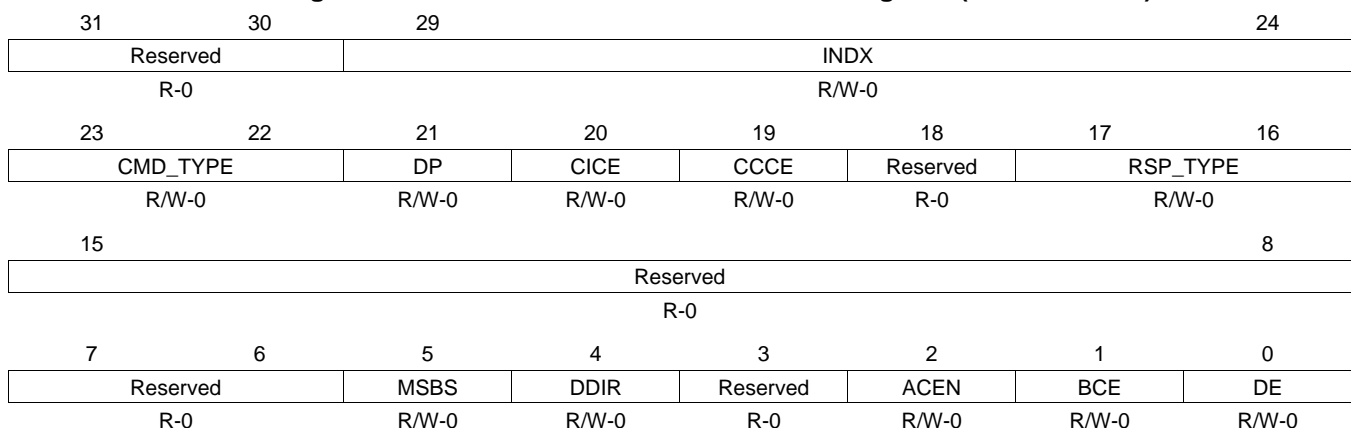 31 30 29 24
Reserved INDX
R-0 R/W-0
23 22 21 20 19 18 17 16
CMD_TYPE DP CICE CCCE Reserved RSP_TYPE
R/W-0 R/W-0 R/W-0 R/W-0 R-0 R/W-0
15 8
Reserved
R-0
7 6 5 4 3 2 1 0
Reserved MSBS DDIR Reserved ACEN BCE DE
R-0 R/W-0 R/W-0 R-0 R/W-0 R/W-0 R/W-0